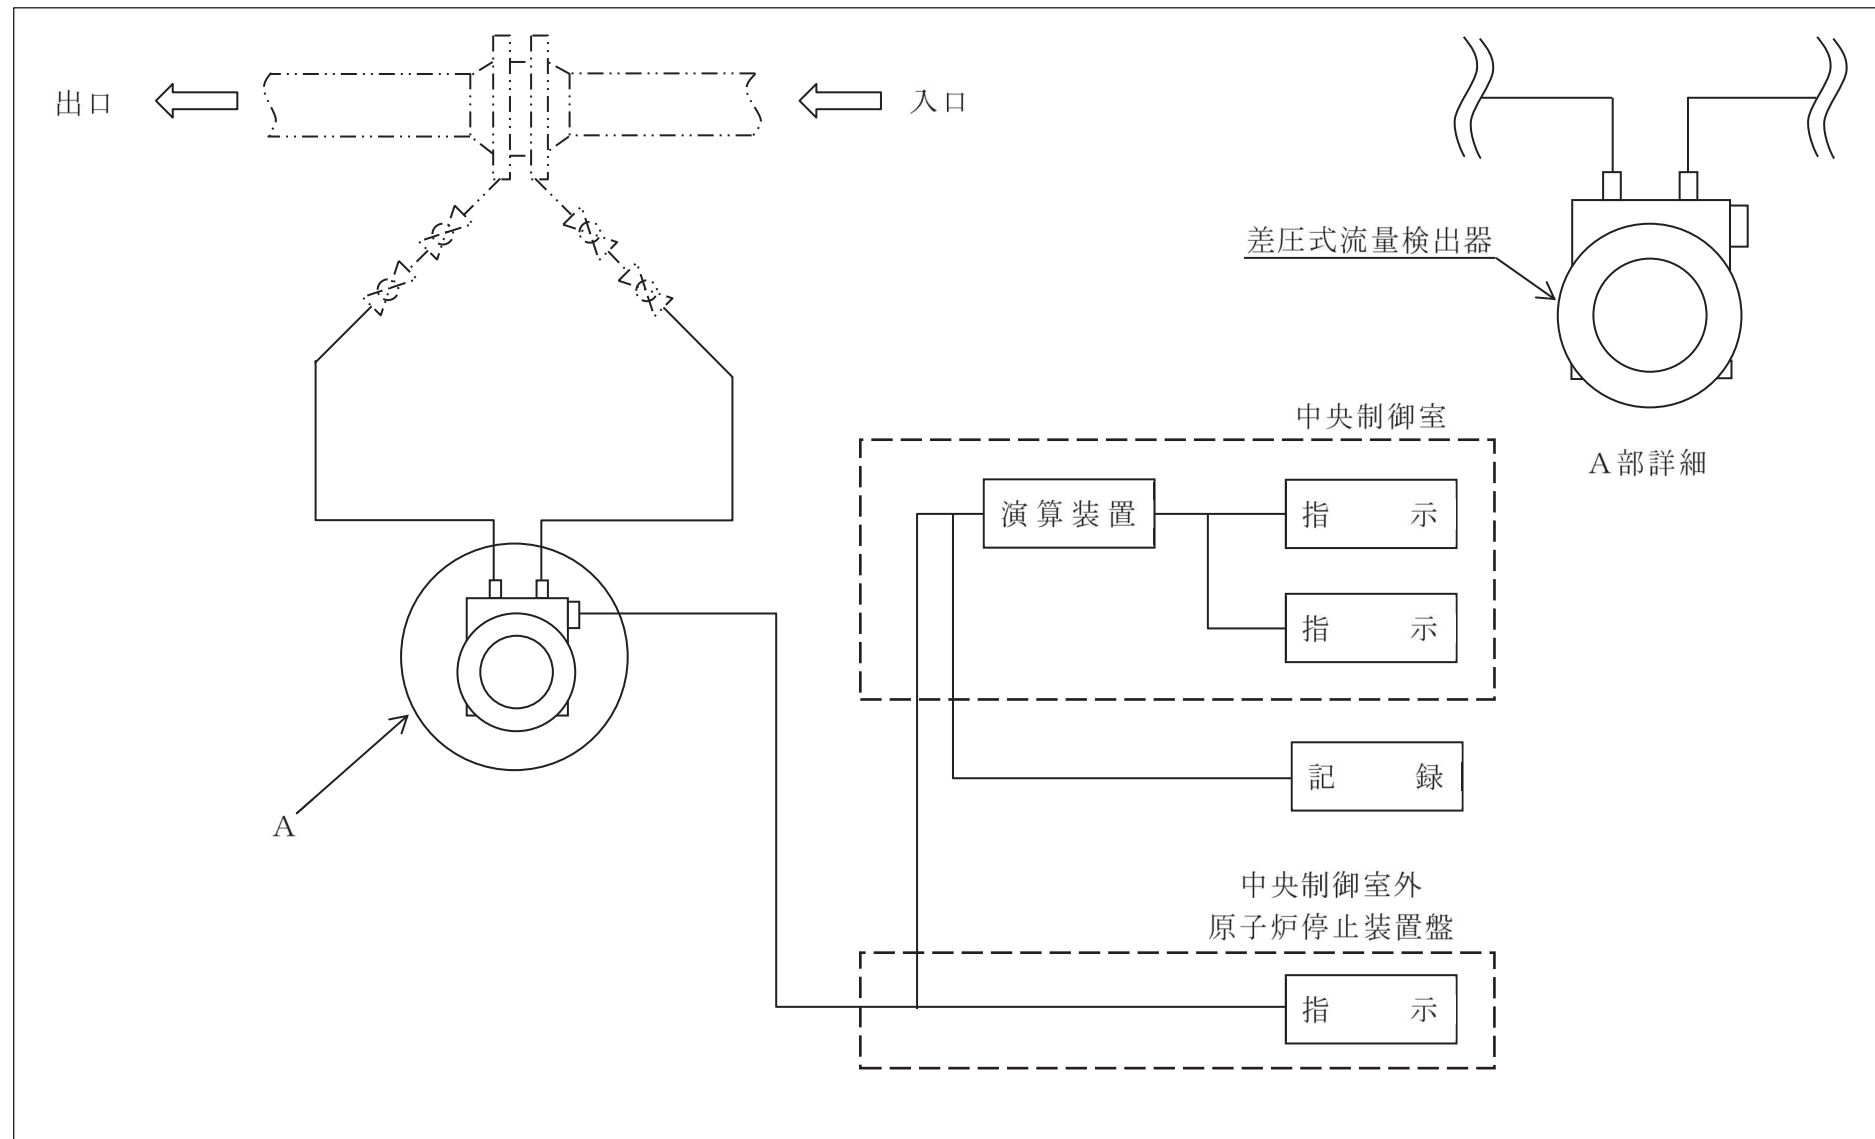 出口
入口
差圧式流量検出器
A部詳細
中央制御室
演算装置
指示
指示
記録
A
中央制御室外
原子炉停止装置盤
指示